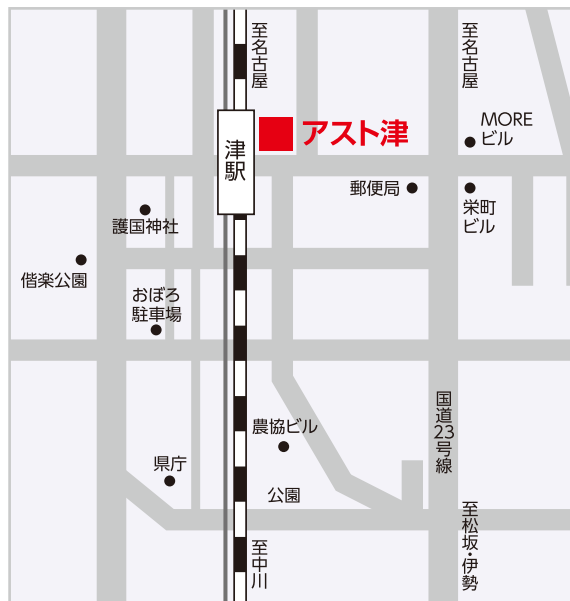 至名古屋
至名古屋
MORE
ビル
アスト津
津駅
郵便局
栄町
ビル
護国神社
偕楽公園
おぼろ
駐車場
国道23号線
農協ビル
県庁
公園
至松坂・伊勢
至中川